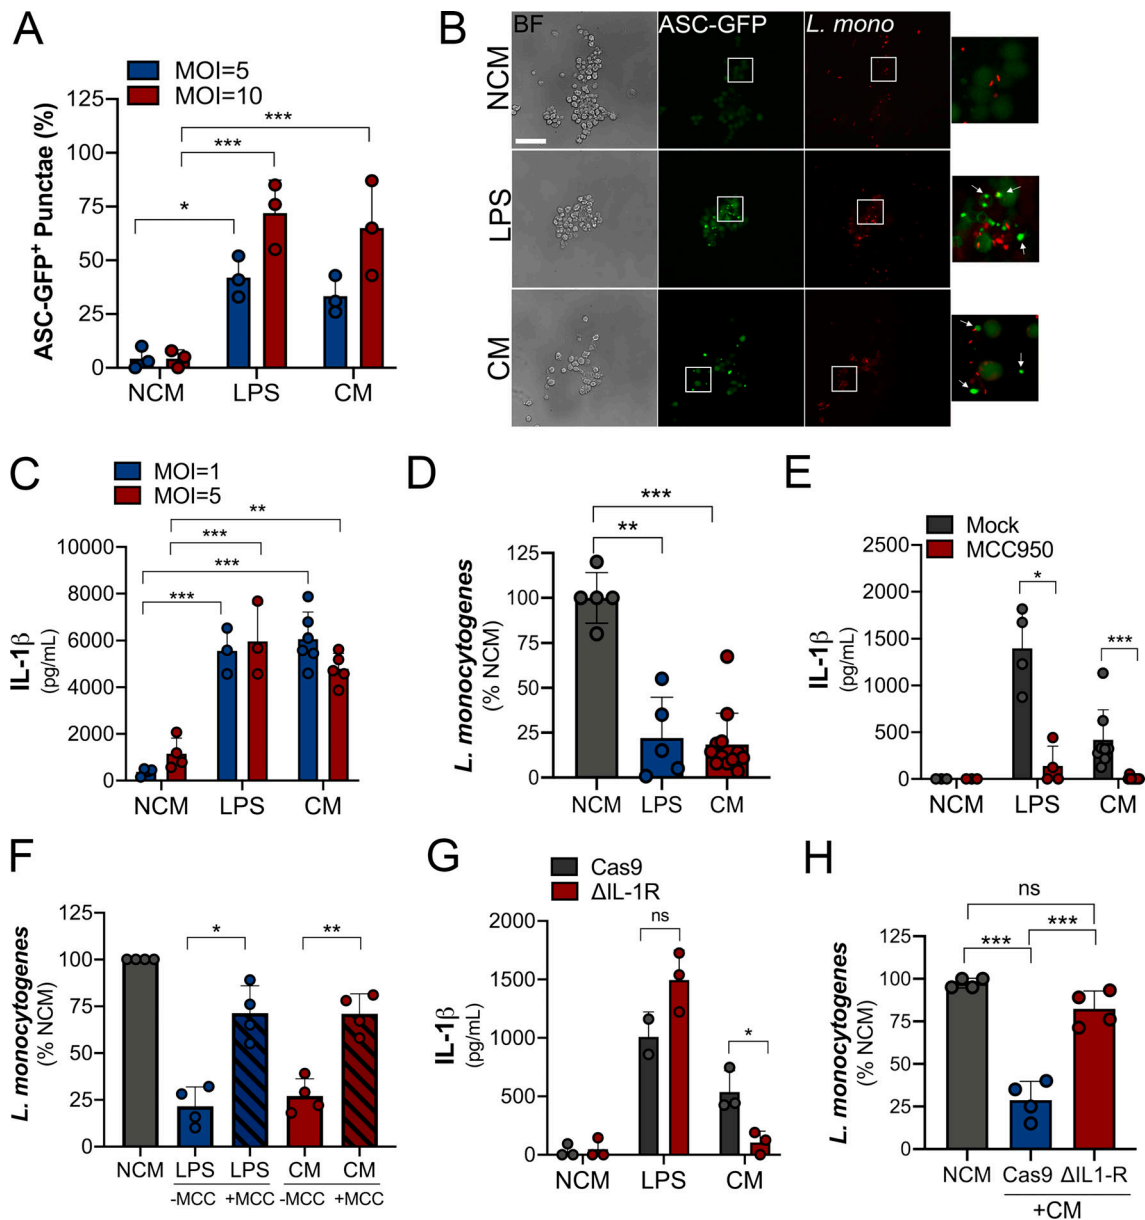 A
MOI=5
MOI=10
ASC-GFP+ Punctae (%)
125
100
75
50
25
0
***
***
*
NCM LPS CM
B
BF ASC-GFP L. mono
NCM
LPS
CM
C
MOI=1
MOI=5
IL-1β
(pg/mL)
10000
8000
6000
4000
2000
0
**
***
***
***
NCM LPS CM
D
L. monocytogenes
(% NCM)
125
100
75
50
25
0
***
**
NCM LPS CM
E
Mock
MCC950
IL-1β
(pg/mL)
2500
2000
1500
1000
500
0
*
***
NCM LPS CM
F
L. monocytogenes
(% NCM)
125
100
75
50
25
0
* **
NCM LPS LPS CM CM
-MCC +MCC -MCC +MCC
G
Cas9
ΔIL-1R
IL-1β
(pg/mL)
2000
1500
1000
500
0
ns
*
NCM LPS CM
H
L. monocytogenes
(% NCM)
125
100
75
50
25
0
ns
*** ***
NCM Cas9 ΔIL1-R
+CM